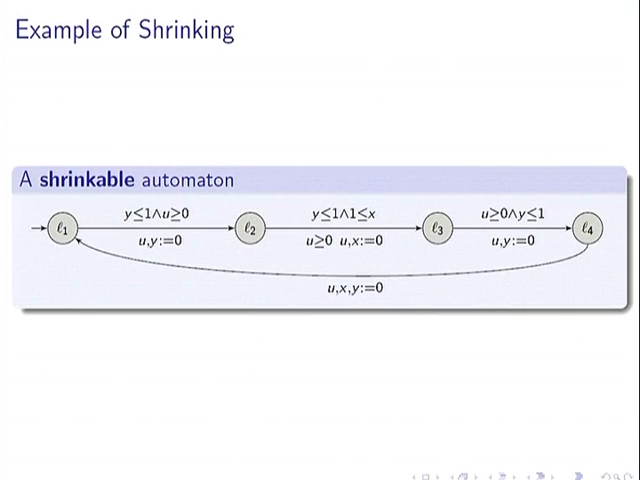 Example of Shrinking
A shrinkable automaton
y≤1∧u≥0
y≤1∧1≤x
u≥0∧y≤1
ℓ1
ℓ2
ℓ3
ℓ4
u,y:=0
u≥0 u,x:=0
u,y:=0
u,x,y:=0